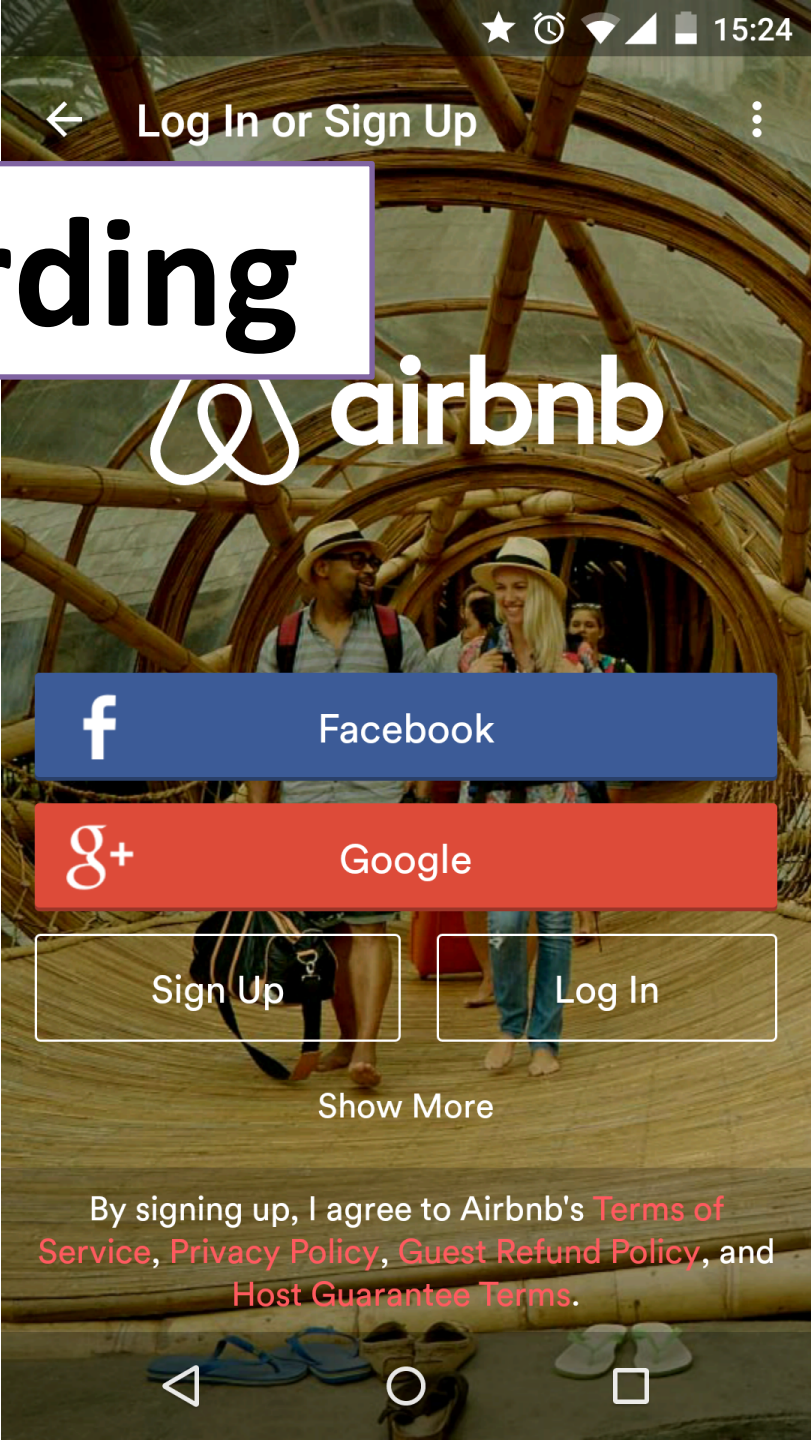 15:24
Log In or Sign Up
rding
airbnb
f Facebook
g+ Google
Sign Up Log In
Show More
By signing up, I agree to Airbnb's Terms of
Service, Privacy Policy, Guest Refund Policy, and
Host Guarantee Terms.